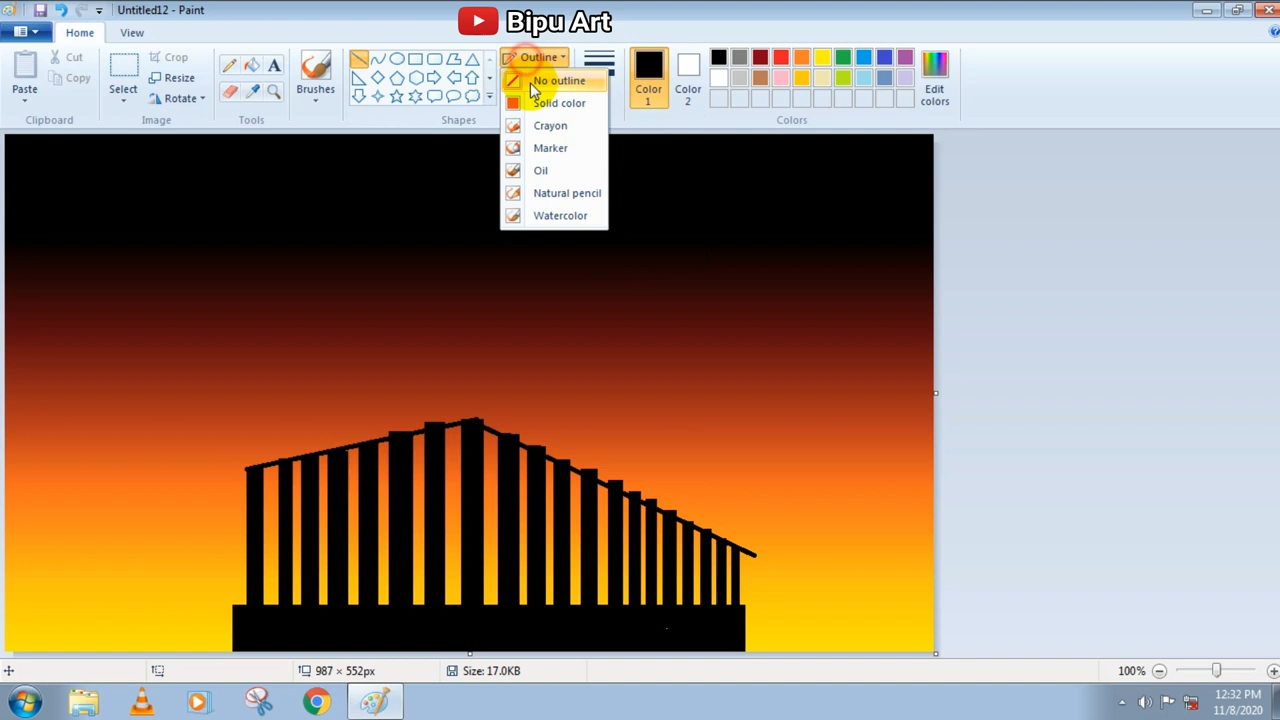 Untitled12 - Paint
Bipu Art
Home
View
Paste
Cut
Copy
Clipboard
Select
Crop
Resize
Rotate
Image
A
Tools
Brushes
Shapes
Outline
No outline
Solid color
Crayon
Marker
Oil
Natural pencil
Watercolor
Color 1
Color 2
Edit colors
Colors
987 × 552px
Size: 17.0KB
100%
12:32 PM
11/8/2020